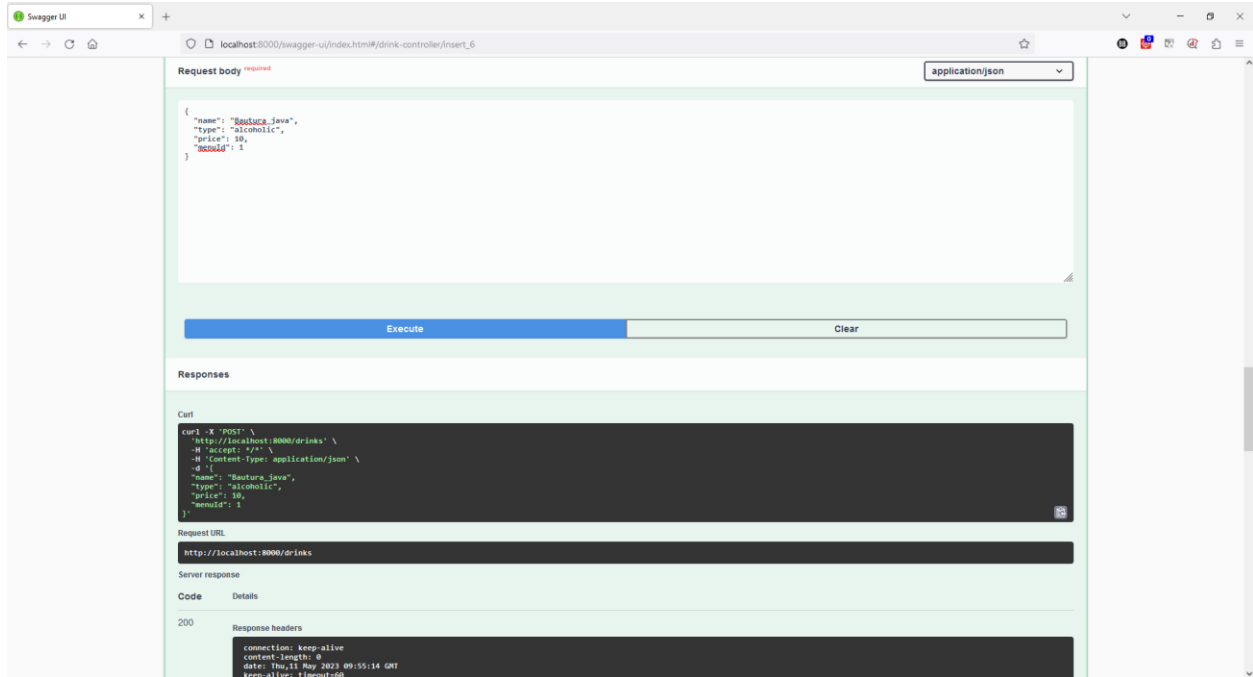 Swagger UI
localhost:8000/swagger-ui/index.html#/drink-controller/insert_6
Request body required
application/json
{
  "name": "Bautura_java",
  "type": "alcoholic",
  "price": 10,
  "menuId": 1
}
Execute
Clear
Responses
Curl
curl -X 'POST' \
  'http://localhost:8000/drinks' \
  -H 'accept: */*' \
  -H 'Content-Type: application/json' \
  -d '{
  "name": "Bautura_java",
  "type": "alcoholic",
  "price": 10,
  "menuId": 1
}'
Request URL
http://localhost:8000/drinks
Server response
Code Details
200
Response headers
connection: keep-alive
content-length: 0
date: Thu,11 May 2023 09:55:14 GMT
keep-alive: timeout=60